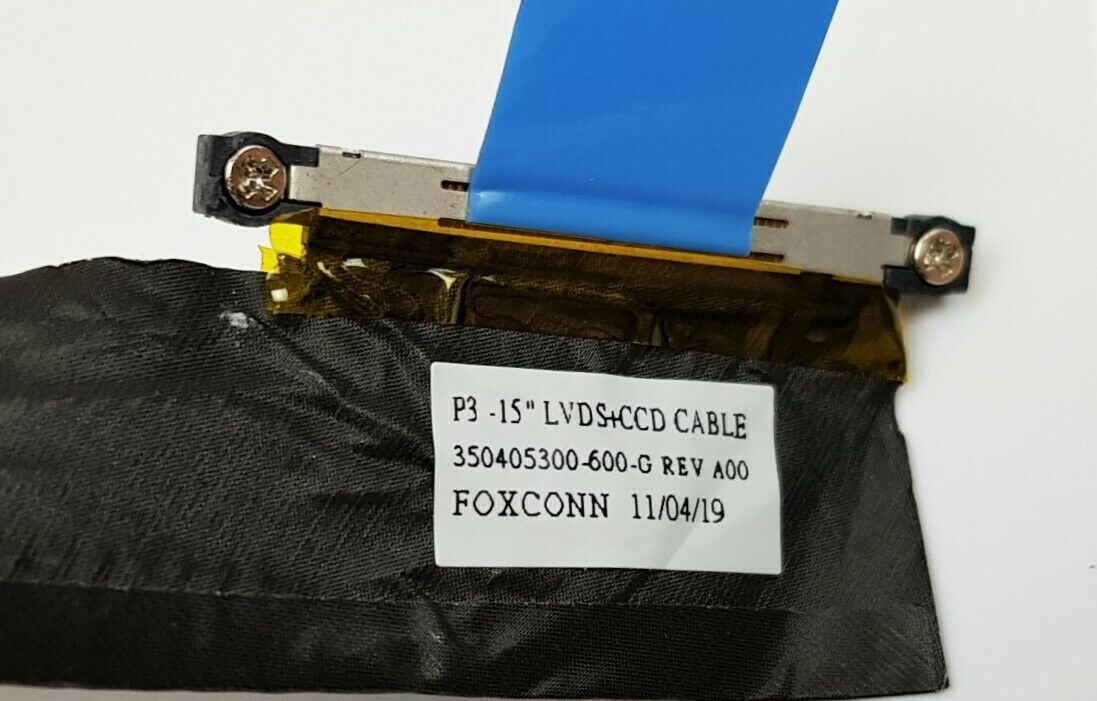 P3 -15" LVDS+CCD CABLE
350405300-600-G REV A00
FOXCONN 11/04/19